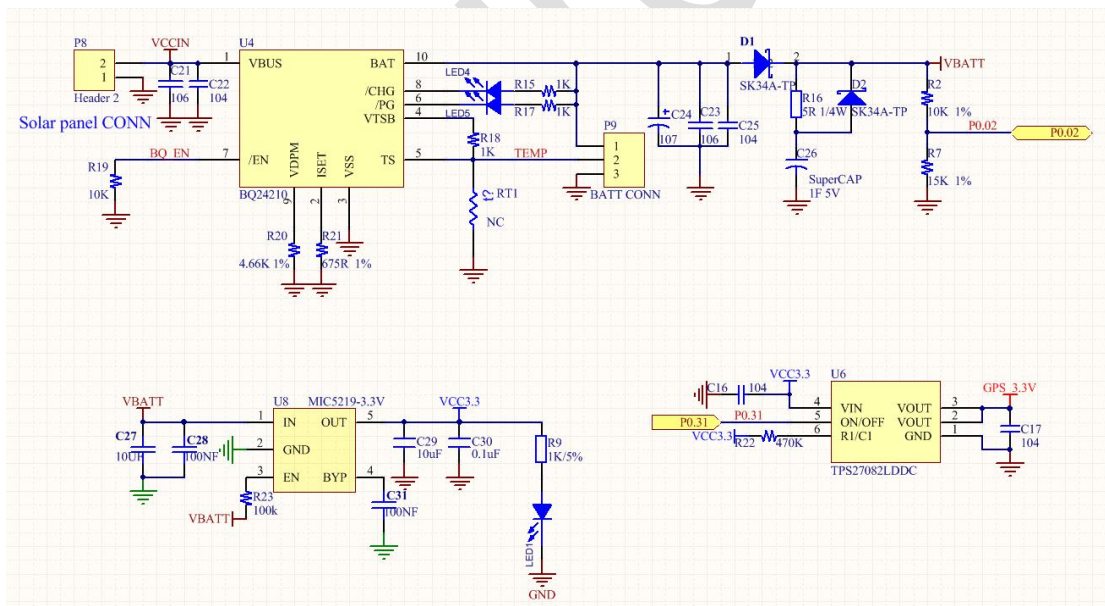 P8
2
1
Header 2
Solar panel CONN
VCCIN
C21
106
C22
104
U4
1
VBUS
BAT
10
/CHG
8
/PG
6
VTSB
4
TS
5
7
/EN
VDPM
ISET
VSS
9
2
3
BQ24210
BQ_EN
R19
10K
R20
4.66K 1%
R21
675R 1%
LED4
LED5
R15
1K
R17
1K
R18
1K
TEMP
t?
RT1
NC
P9
1
2
3
BATT CONN
C24
107
C23
106
C25
104
D1
1
2
SK34A-TP
R16
5R 1/4W
D2
SK34A-TP
C26
SuperCAP
1F 5V
VBATT
R2
10K 1%
P0.02
P0.02
R7
15K 1%
VBATT
C27
10UF
C28
100NF
U8
MIC5219-3.3V
1
IN
OUT
5
2
GND
3
EN
BYP
4
R23
100k
VBATT
C31
100NF
VCC3.3
C29
10uF
C30
0.1uF
R9
1K/5%
LED1
GND
C16
104
VCC3.3
P0.31
P0.31
VCC3.3
R22
470K
U6
4
VIN
VOUT
3
5
ON/OFF
VOUT
2
6
R1/C1
GND
1
TPS27082LDDC
GPS_3.3V
C17
104